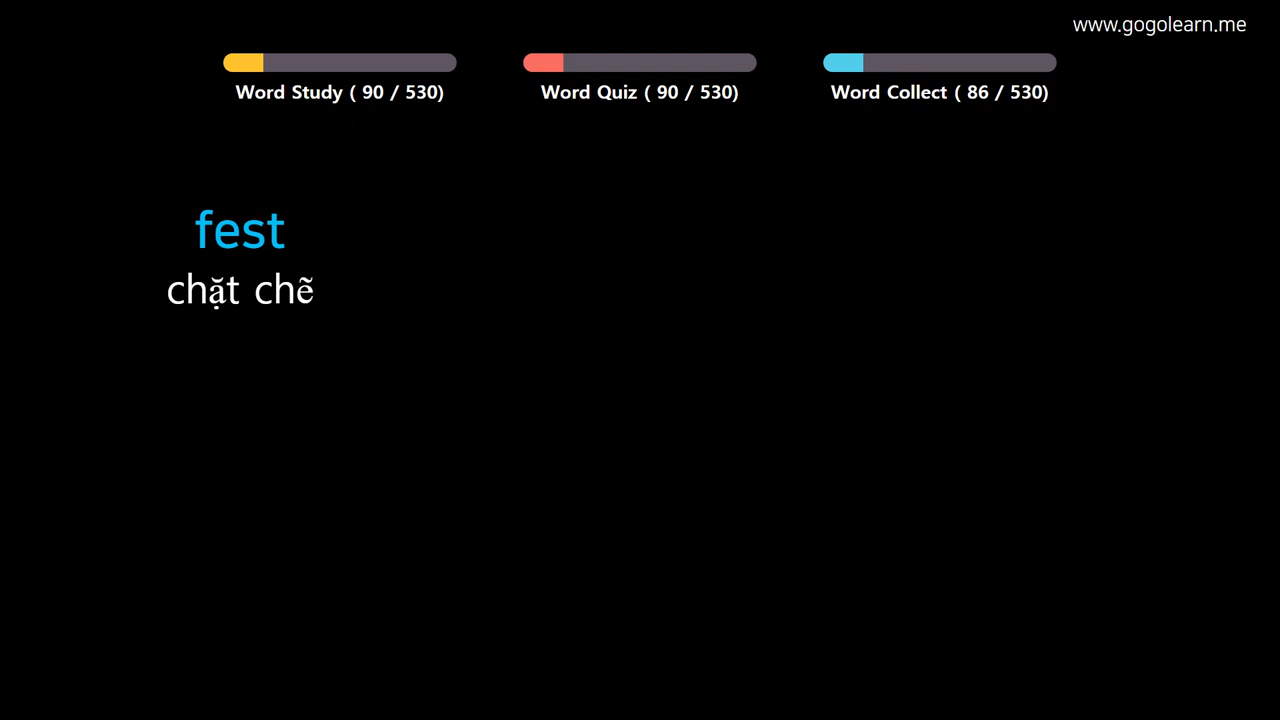 www.gogolearn.me
Word Study ( 90 / 530)
Word Quiz ( 90 / 530)
Word Collect ( 86 / 530)
fest
chặt chẽ